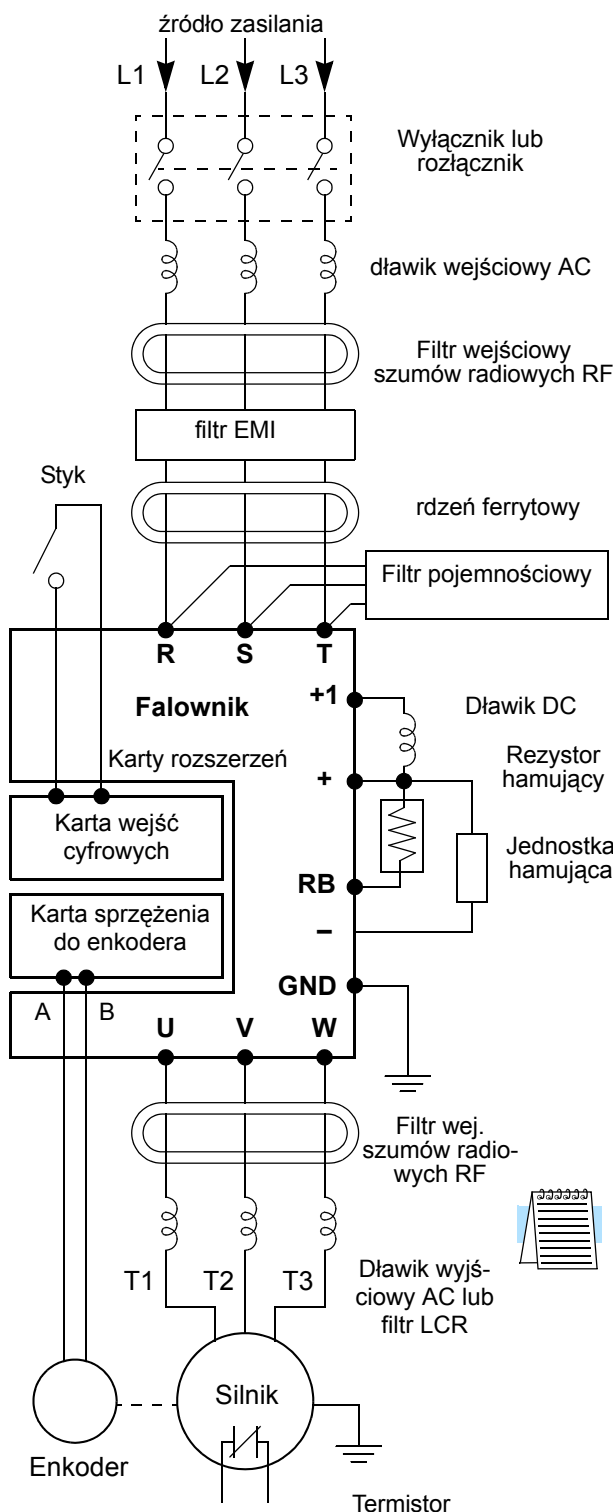 źródło zasilania
L1 L2 L3
Wyłącznik lub
rozłącznik
dławik wejściowy AC
Filtr wejściowy
szumów radiowych RF
filtr EMI
Styk
rdzeń ferrytowy
Filtr pojemnościowy
R S T
+1
Falownik
Dławik DC
Karty rozszerzeń
+
Rezystor
hamujący
Karta wejść
cyfrowych
Jednostka
hamująca
RB
Karta sprzężenia
do enkodera
–
GND
A B
U V W
Filtr wej.
szumów radio-
wych RF
T1 T2 T3
Dławik wyjś-
ciowy AC lub
filtr LCR
Silnik
Enkoder
Termistor